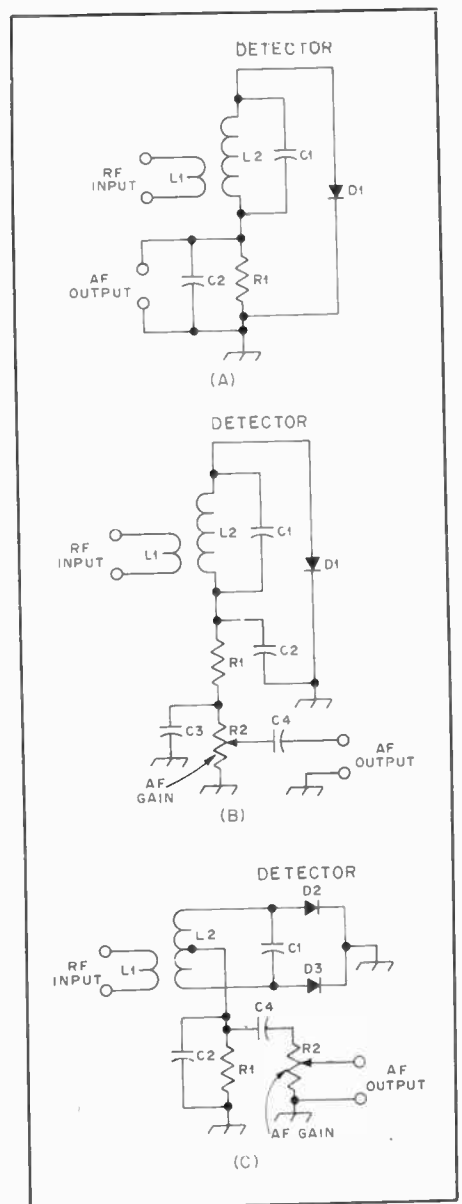 DETECTOR
C1
L2
RF
INPUT
L1
D1
AF
OUTPUT
C2
R1
(A)
DETECTOR
L2
C1
RF
INPUT
L1
D1
C2
R1
C4
C3
R2
AF
OUTPUT
AF
GAIN
(B)
DETECTOR
D2
L2
C1
RF
INPUT
L1
D3
C4
C2
R1
R2
AF
OUTPUT
AF GAIN
(C)